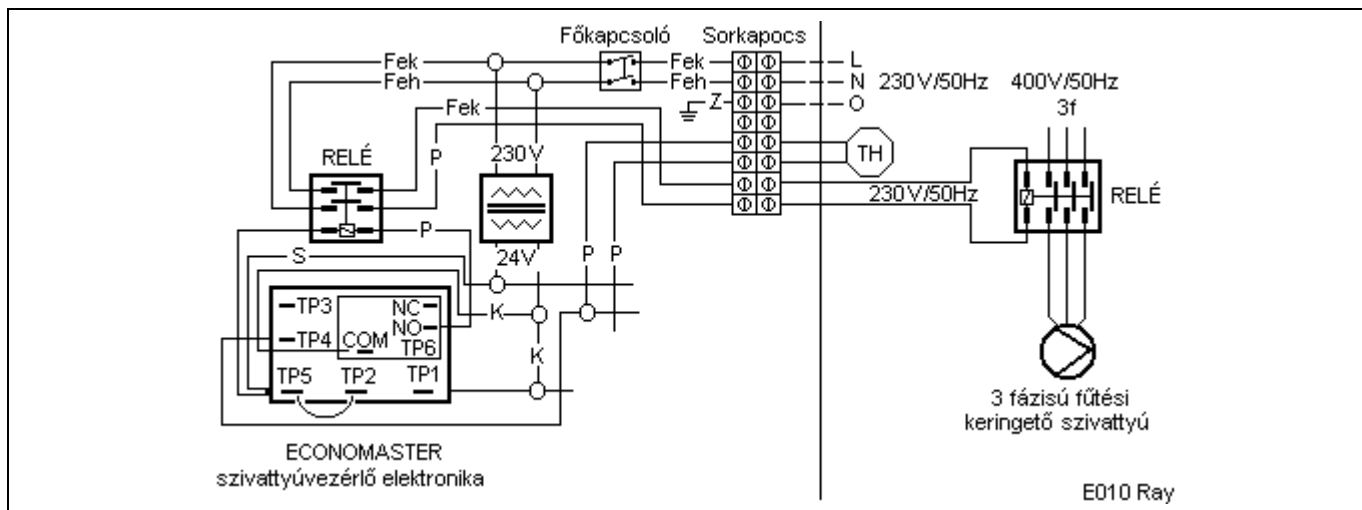 Főkapcsoló Sorkapocs
Fek Fek L
Feh Feh N 230V/50Hz 400V/50Hz
Fek Z O 3f
RELÉ P 230V TH
230V/50Hz RELÉ
P
S 24V P P
TP3 NC
K
NO
TP4 COM TP6
K
TP5 TP2 TP1
3 fázisú fűtési
keringető szivattyú
ECONOMASTER
szivattyúvezérlő elektronika
E010 Ray